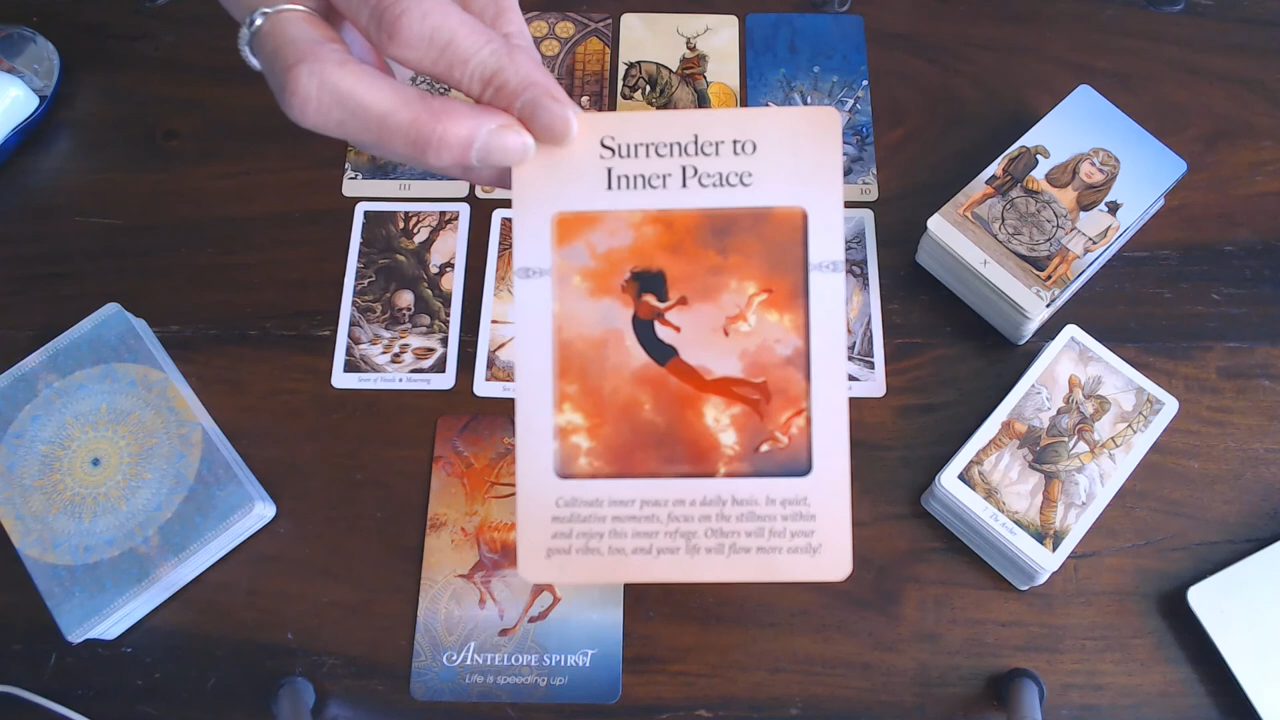 III
10
Surrender to
Inner Peace
X
Seven of Vessels Mourning
Cultivate inner peace on a daily basis. In quiet,
meditative moments, focus on the stillness within
and enjoy this inner refuge. Others will feel your
good vibes, too, and your life will flow more easily!
The Archer
ANTELOPE SPIRIT
Life is speeding up!